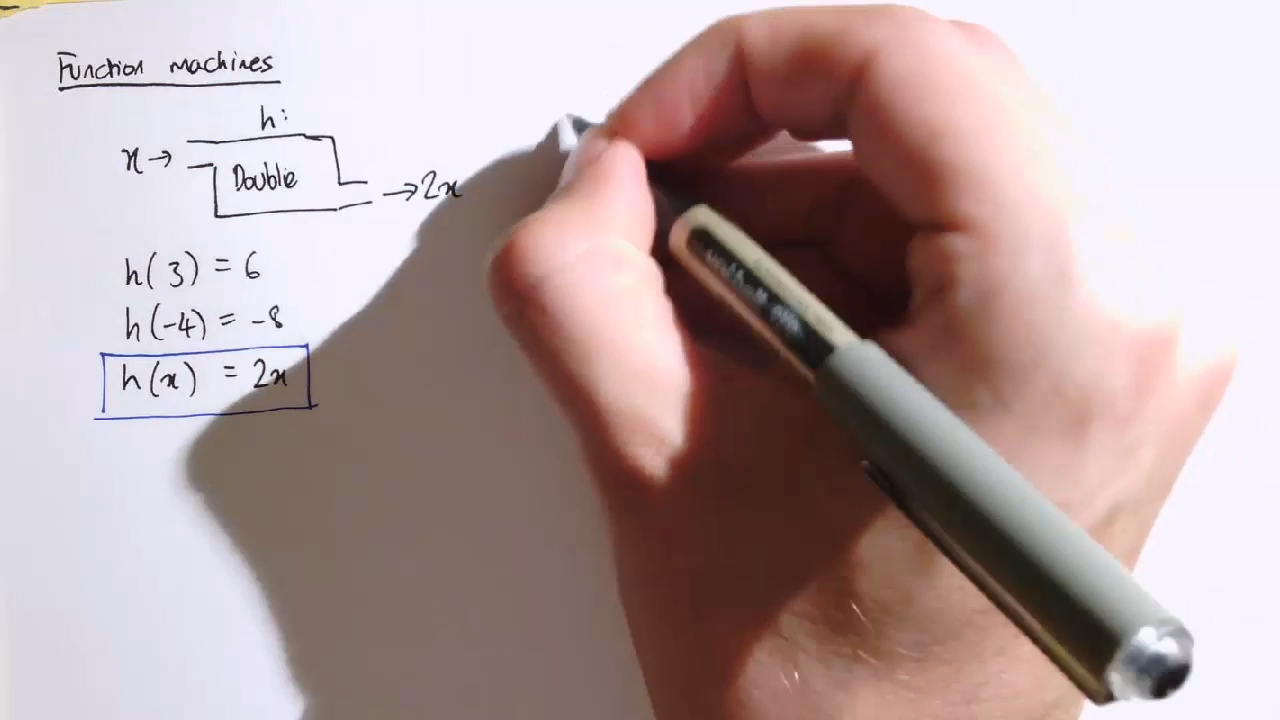 Function machines
h:
x → Double → 2x
h(3) = 6
h(-4) = -8
h(x) = 2x